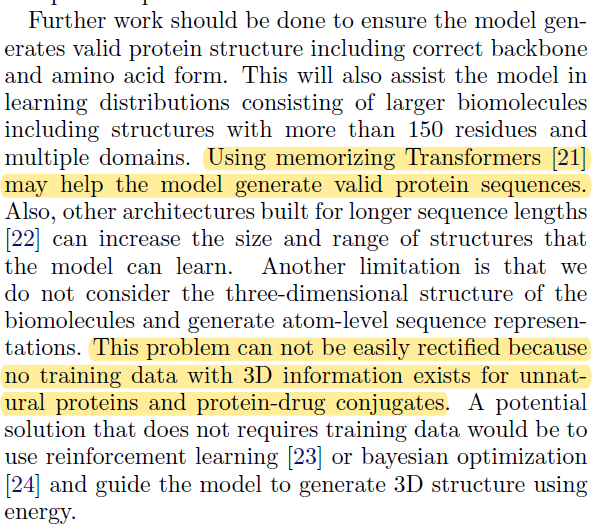 Further work should be done to ensure the model gen-
erates valid protein structure including correct backbone
and amino acid form. This will also assist the model in
learning distributions consisting of larger biomolecules
including structures with more than 150 residues and
multiple domains. Using memorizing Transformers [21]
may help the model generate valid protein sequences.
Also, other architectures built for longer sequence lengths
[22] can increase the size and range of structures that
the model can learn. Another limitation is that we
do not consider the three-dimensional structure of the
biomolecules and generate atom-level sequence represen-
tations. This problem can not be easily rectified because
no training data with 3D information exists for unnat-
ural proteins and protein-drug conjugates. A potential
solution that does not requires training data would be to
use reinforcement learning [23] or bayesian optimization
[24] and guide the model to generate 3D structure using
energy.